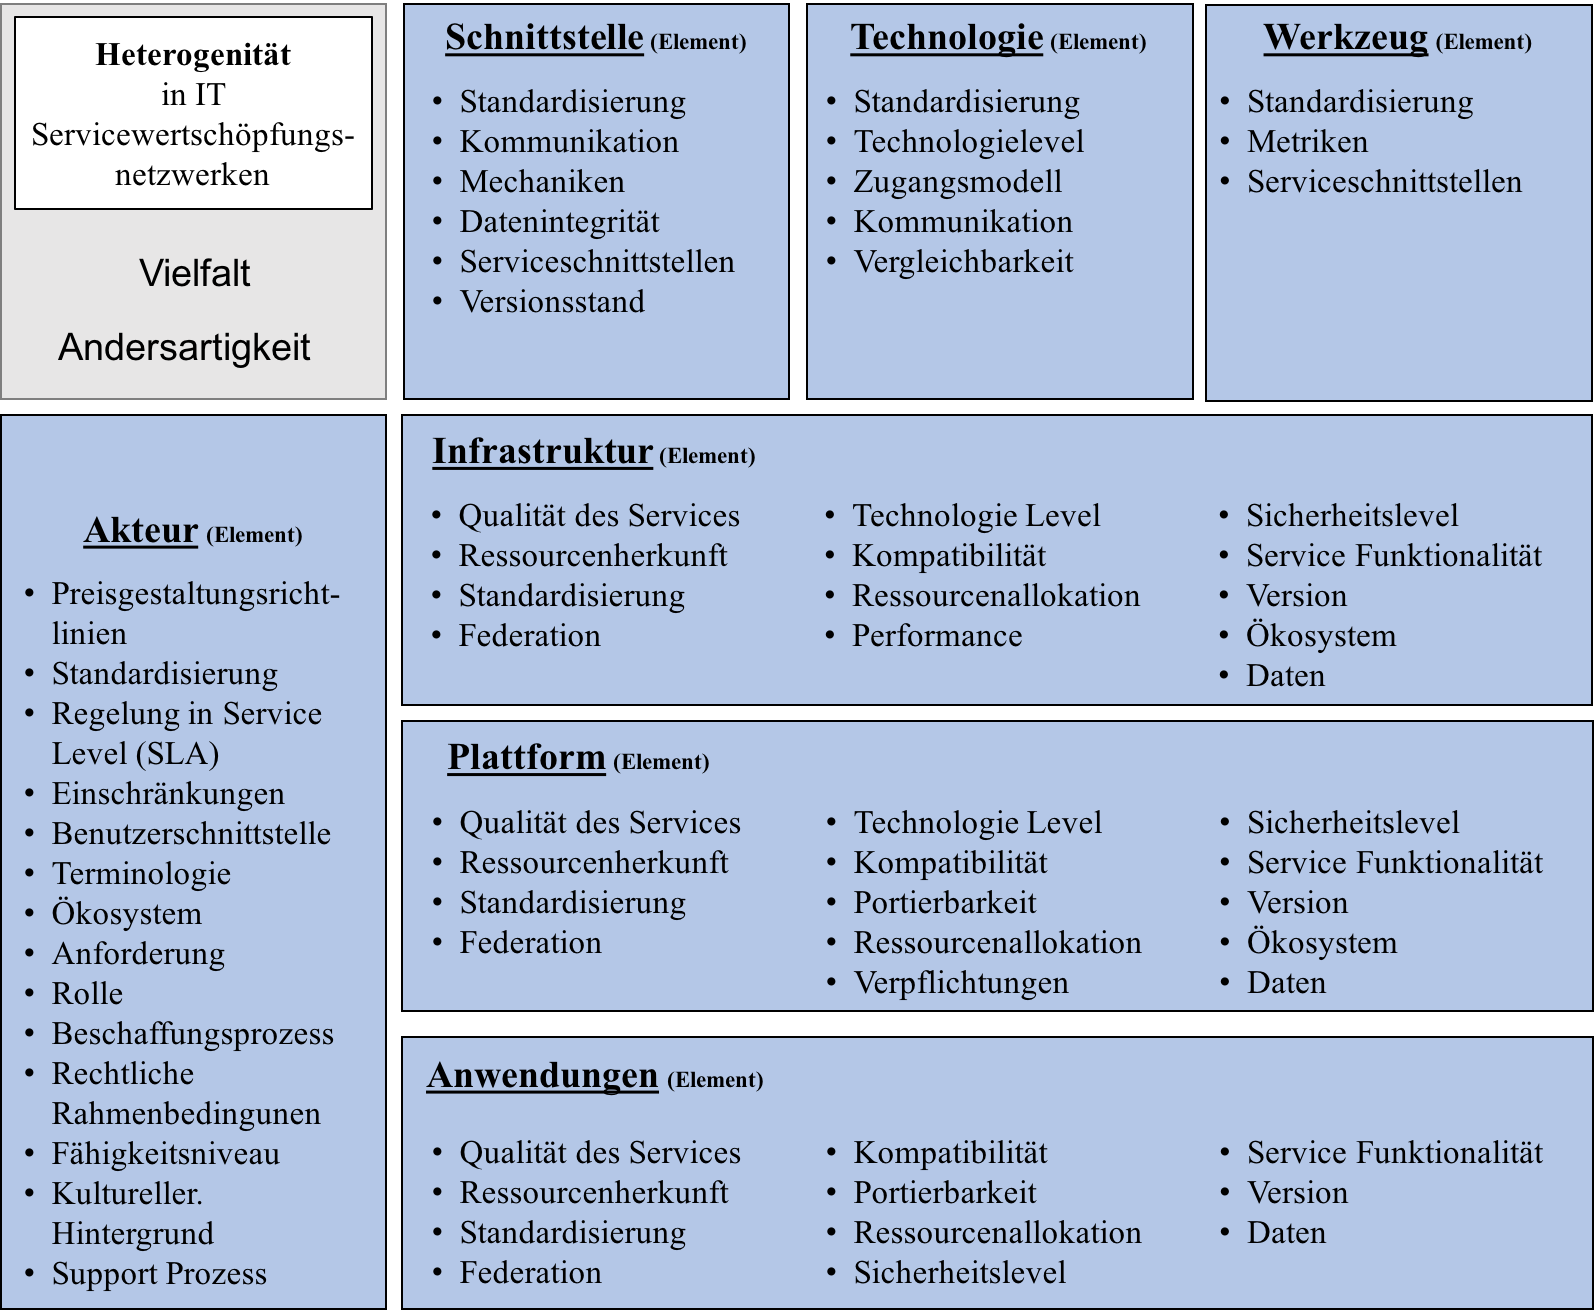 Heterogenität
in IT
Servicewertschöpfungs-
netzwerken
Vielfalt
Andersartigkeit
Schnittstelle (Element)
• Standardisierung
• Kommunikation
• Mechaniken
• Datenintegrität
• Serviceschnittstellen
• Versionsstand
Technologie (Element)
• Standardisierung
• Technologielevel
• Zugangsmodell
• Kommunikation
• Vergleichbarkeit
Werkzeug (Element)
• Standardisierung
• Metriken
• Serviceschnittstellen
Akteur (Element)
• Preisgestaltungsricht-
linien
• Standardisierung
• Regelung in Service
Level (SLA)
• Einschränkungen
• Benutzerschnittstelle
• Terminologie
• Ökosystem
• Anforderung
• Rolle
• Beschaffungsprozess
• Rechtliche
Rahmenbedingunen
• Fähigkeitsniveau
• Kultureller.
Hintergrund
• Support Prozess
Infrastruktur (Element)
• Qualität des Services
• Ressourcenherkunft
• Standardisierung
• Federation
• Technologie Level
• Kompatibilität
• Ressourcenallokation
• Performance
• Sicherheitslevel
• Service Funktionalität
• Version
• Ökosystem
• Daten
Plattform (Element)
• Qualität des Services
• Ressourcenherkunft
• Standardisierung
• Federation
• Technologie Level
• Kompatibilität
• Portierbarkeit
• Ressourcenallokation
• Verpflichtungen
• Sicherheitslevel
• Service Funktionalität
• Version
• Ökosystem
• Daten
Anwendungen (Element)
• Qualität des Services
• Ressourcenherkunft
• Standardisierung
• Federation
• Kompatibilität
• Portierbarkeit
• Ressourcenallokation
• Sicherheitslevel
• Service Funktionalität
• Version
• Daten